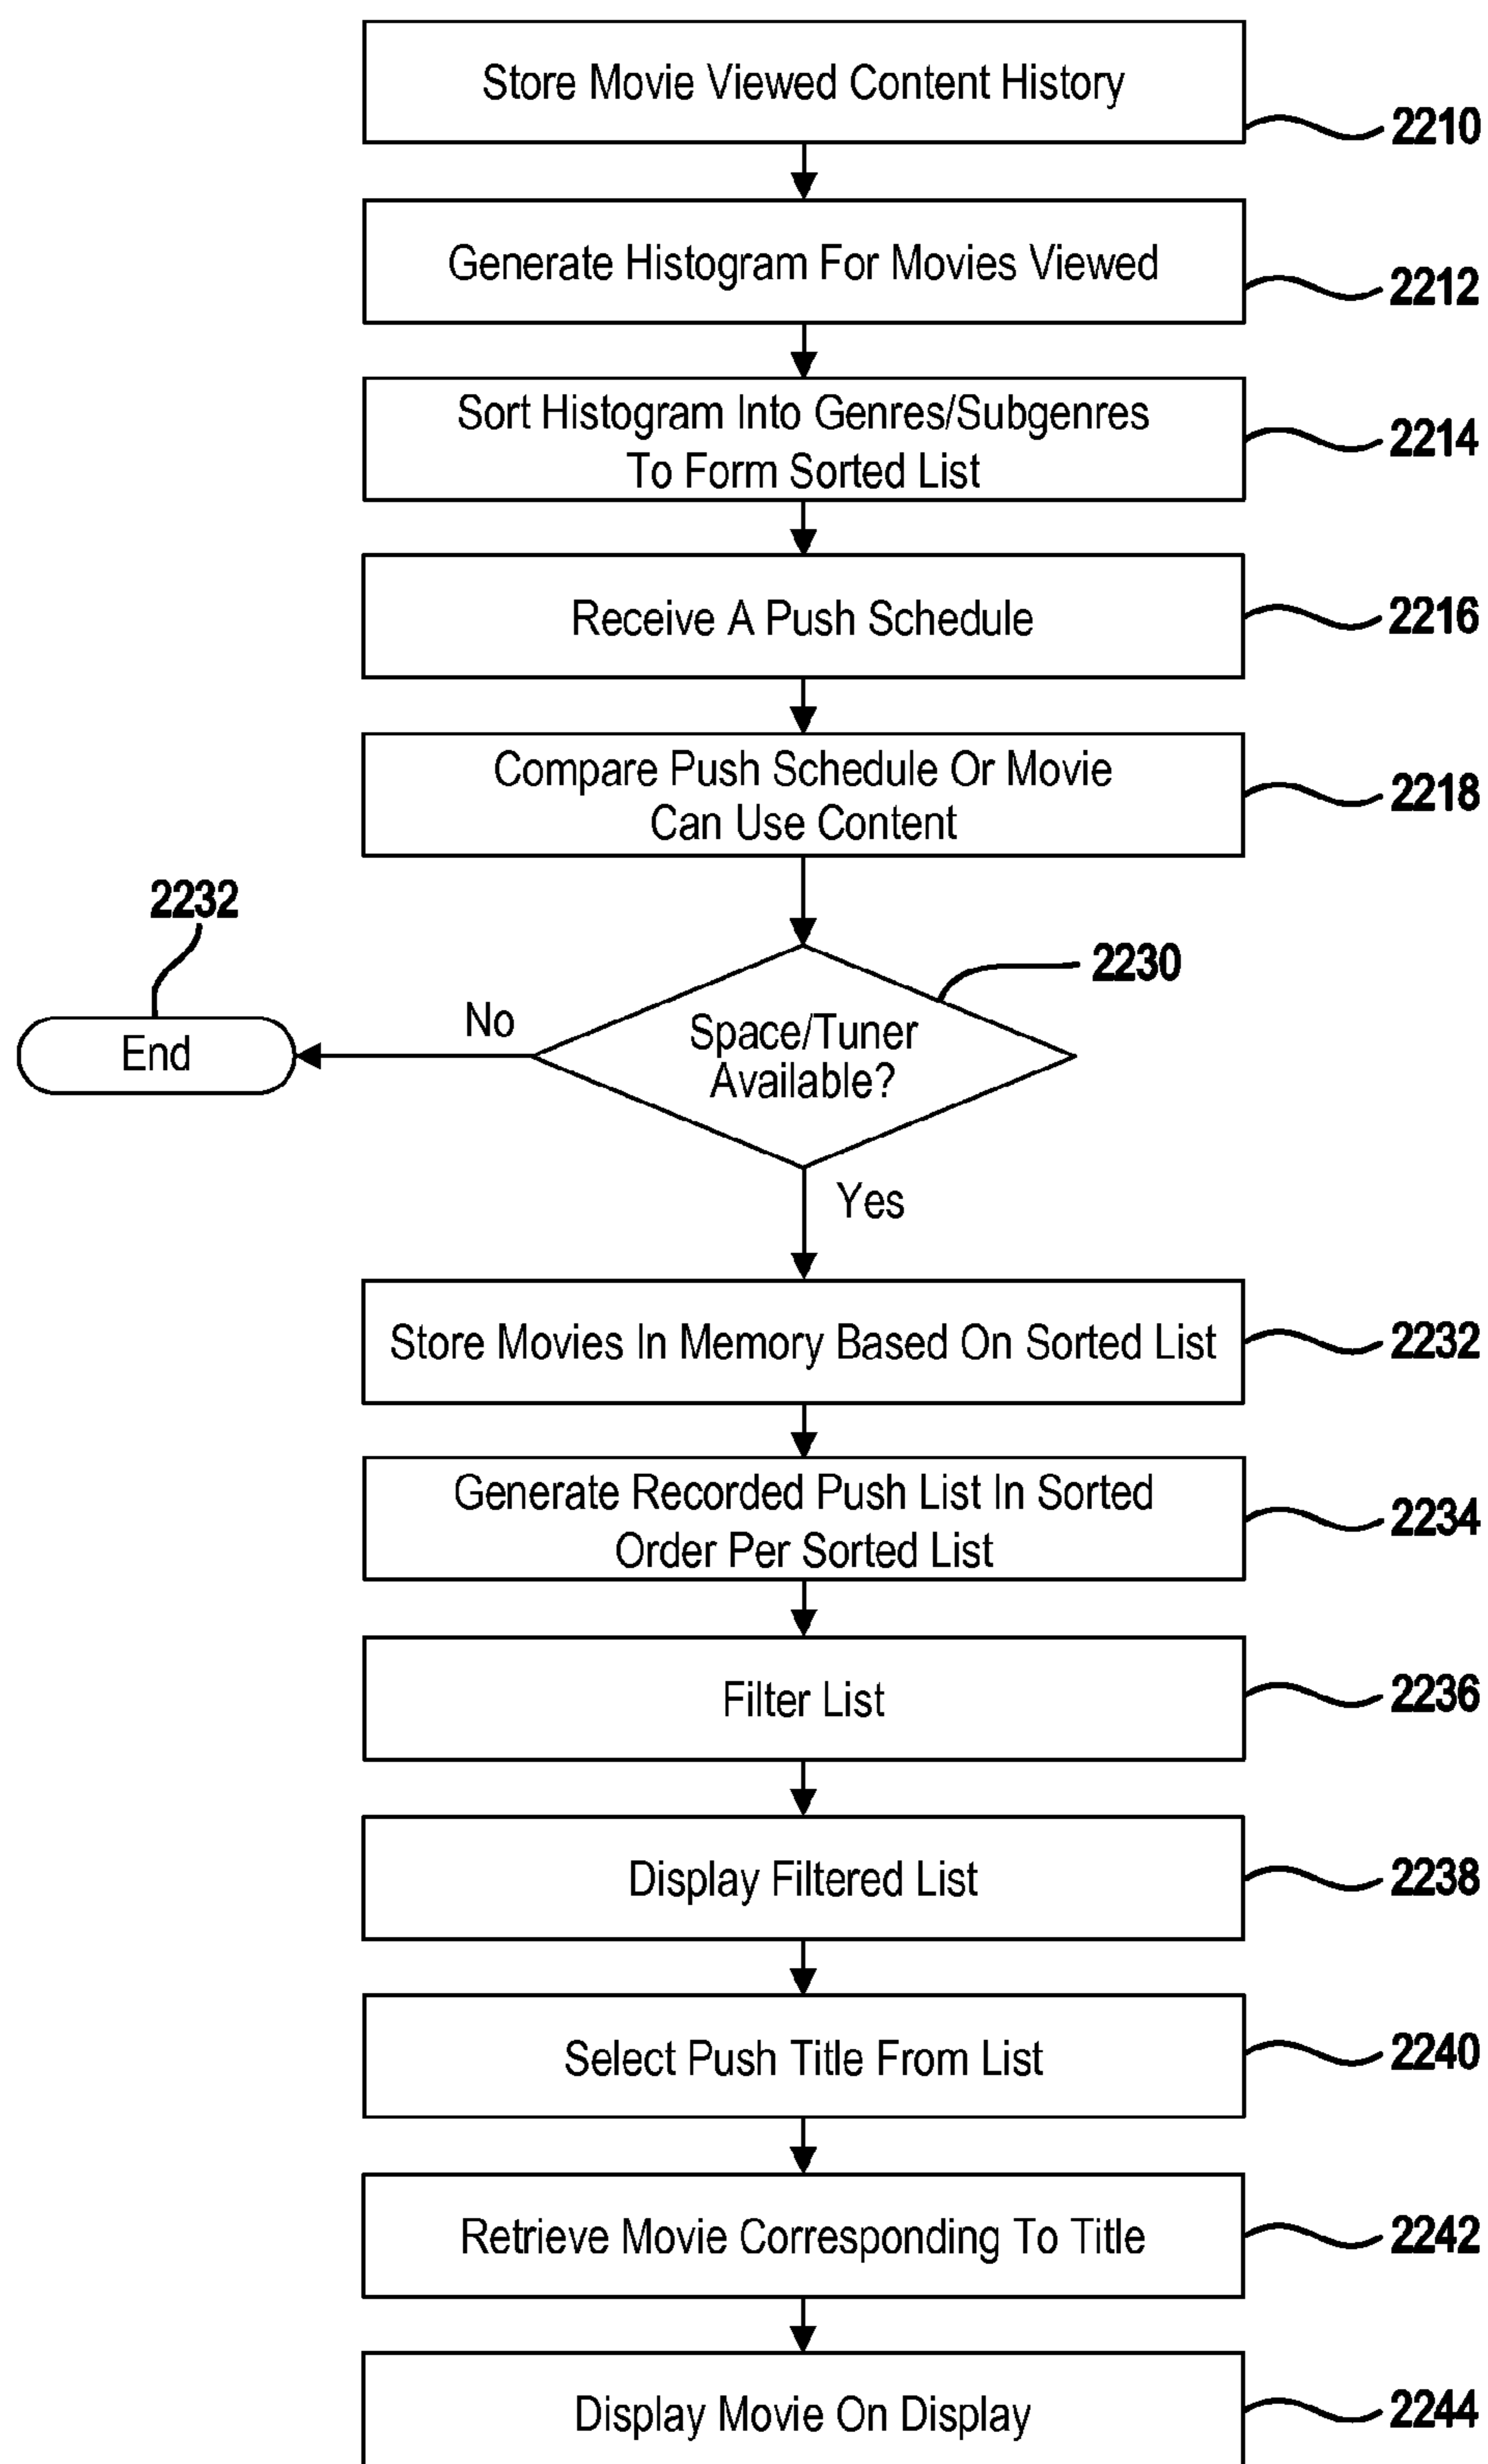 Store Movie Viewed Content History
2210
Generate Histogram For Movies Viewed
2212
Sort Histogram Into Genres/Subgenres
To Form Sorted List
2214
Receive A Push Schedule
2216
Compare Push Schedule Or Movie
Can Use Content
2218
2232
End
No
Space/Tuner
Available?
2230
Yes
Store Movies In Memory Based On Sorted List
2232
Generate Recorded Push List In Sorted
Order Per Sorted List
2234
Filter List
2236
Display Filtered List
2238
Select Push Title From List
2240
Retrieve Movie Corresponding To Title
2242
Display Movie On Display
2244